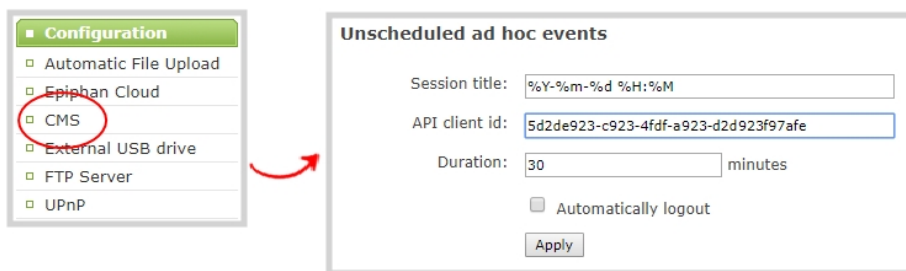 Configuration
Automatic File Upload
Epiphan Cloud
CMS
External USB drive
FTP Server
UPnP
Unscheduled ad hoc events
Session title: %Y-%m-%d %H:%M
API client id: 5d2de923-c923-4fdf-a923-d2d923f97afe
Duration: 30 minutes
Automatically logout
Apply